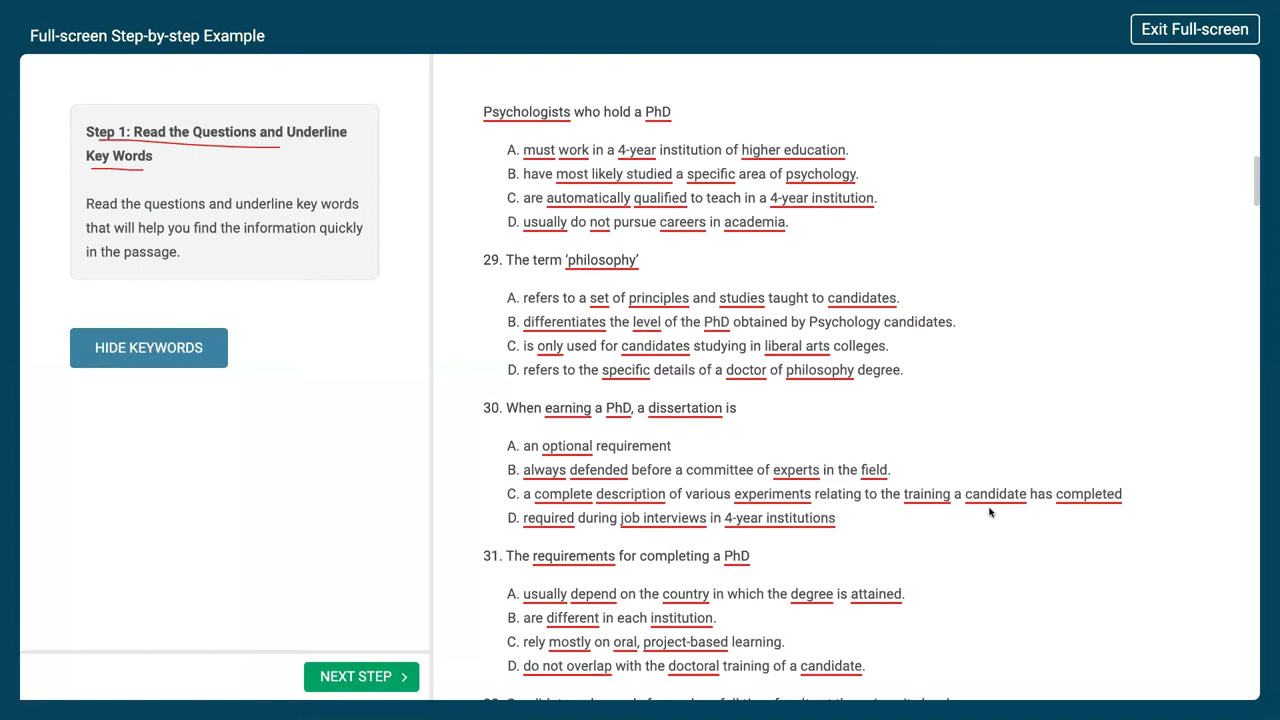 Full-screen Step-by-step Example
Exit Full-screen
Step 1: Read the Questions and Underline
Key Words
Read the questions and underline key words
that will help you find the information quickly
in the passage.
HIDE KEYWORDS
NEXT STEP
Psychologists who hold a PhD
A. must work in a 4-year institution of higher education.
B. have most likely studied a specific area of psychology.
C. are automatically qualified to teach in a 4-year institution.
D. usually do not pursue careers in academia.
29. The term ‘philosophy’
A. refers to a set of principles and studies taught to candidates.
B. differentiates the level of the PhD obtained by Psychology candidates.
C. is only used for candidates studying in liberal arts colleges.
D. refers to the specific details of a doctor of philosophy degree.
30. When earning a PhD, a dissertation is
A. an optional requirement
B. always defended before a committee of experts in the field.
C. a complete description of various experiments relating to the training a candidate has completed
D. required during job interviews in 4-year institutions
31. The requirements for completing a PhD
A. usually depend on the country in which the degree is attained.
B. are different in each institution.
C. rely mostly on oral, project-based learning.
D. do not overlap with the doctoral training of a candidate.